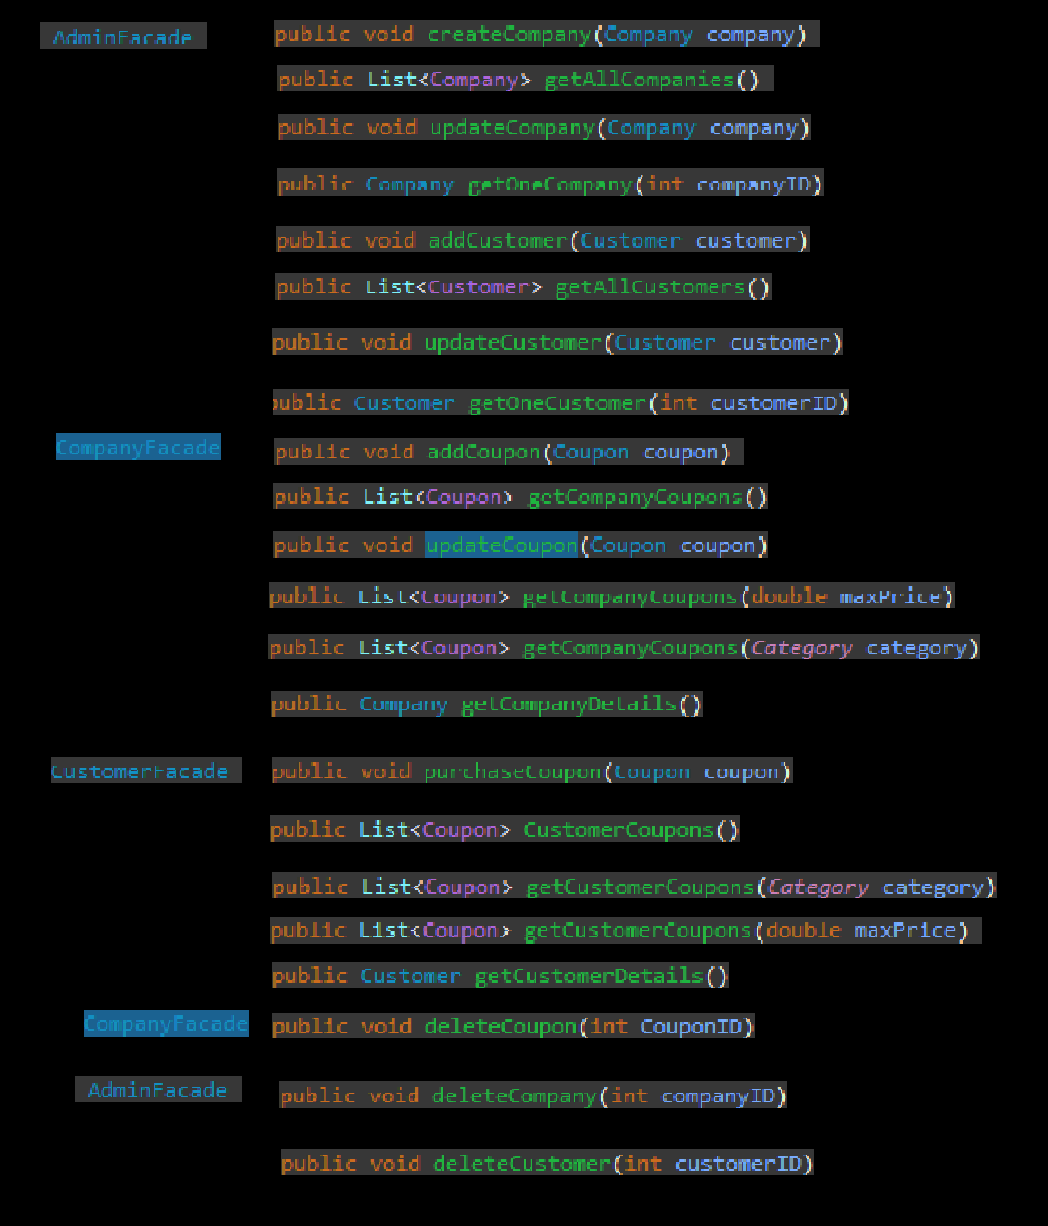 AdminFacade public void createCompany(Company company)
public List<Company> getAllCompanies()
public void updateCompany(Company company)
public Company getOneCompany(int companyID)
public void addCustomer(Customer customer)
public List<Customer> getAllCustomers()
public void updateCustomer(Customer customer)
public Customer getOneCustomer(int customerID)
CompanyFacade public void addCoupon(Coupon coupon)
public List<Coupon> getCompanyCoupons()
public void updateCoupon(Coupon coupon)
public List<Coupon> getCompanyCoupons(double maxPrice)
public List<Coupon> getCompanyCoupons(Category category)
public Company getCompanyDetails()
CustomerFacade public void purchaseCoupon(Coupon coupon)
public List<Coupon> CustomerCoupons()
public List<Coupon> getCustomerCoupons(Category category)
public List<Coupon> getCustomerCoupons(double maxPrice)
public Customer getCustomerDetails()
CompanyFacade public void deleteCoupon(int CouponID)
AdminFacade public void deleteCompany(int companyID)
public void deleteCustomer(int customerID)